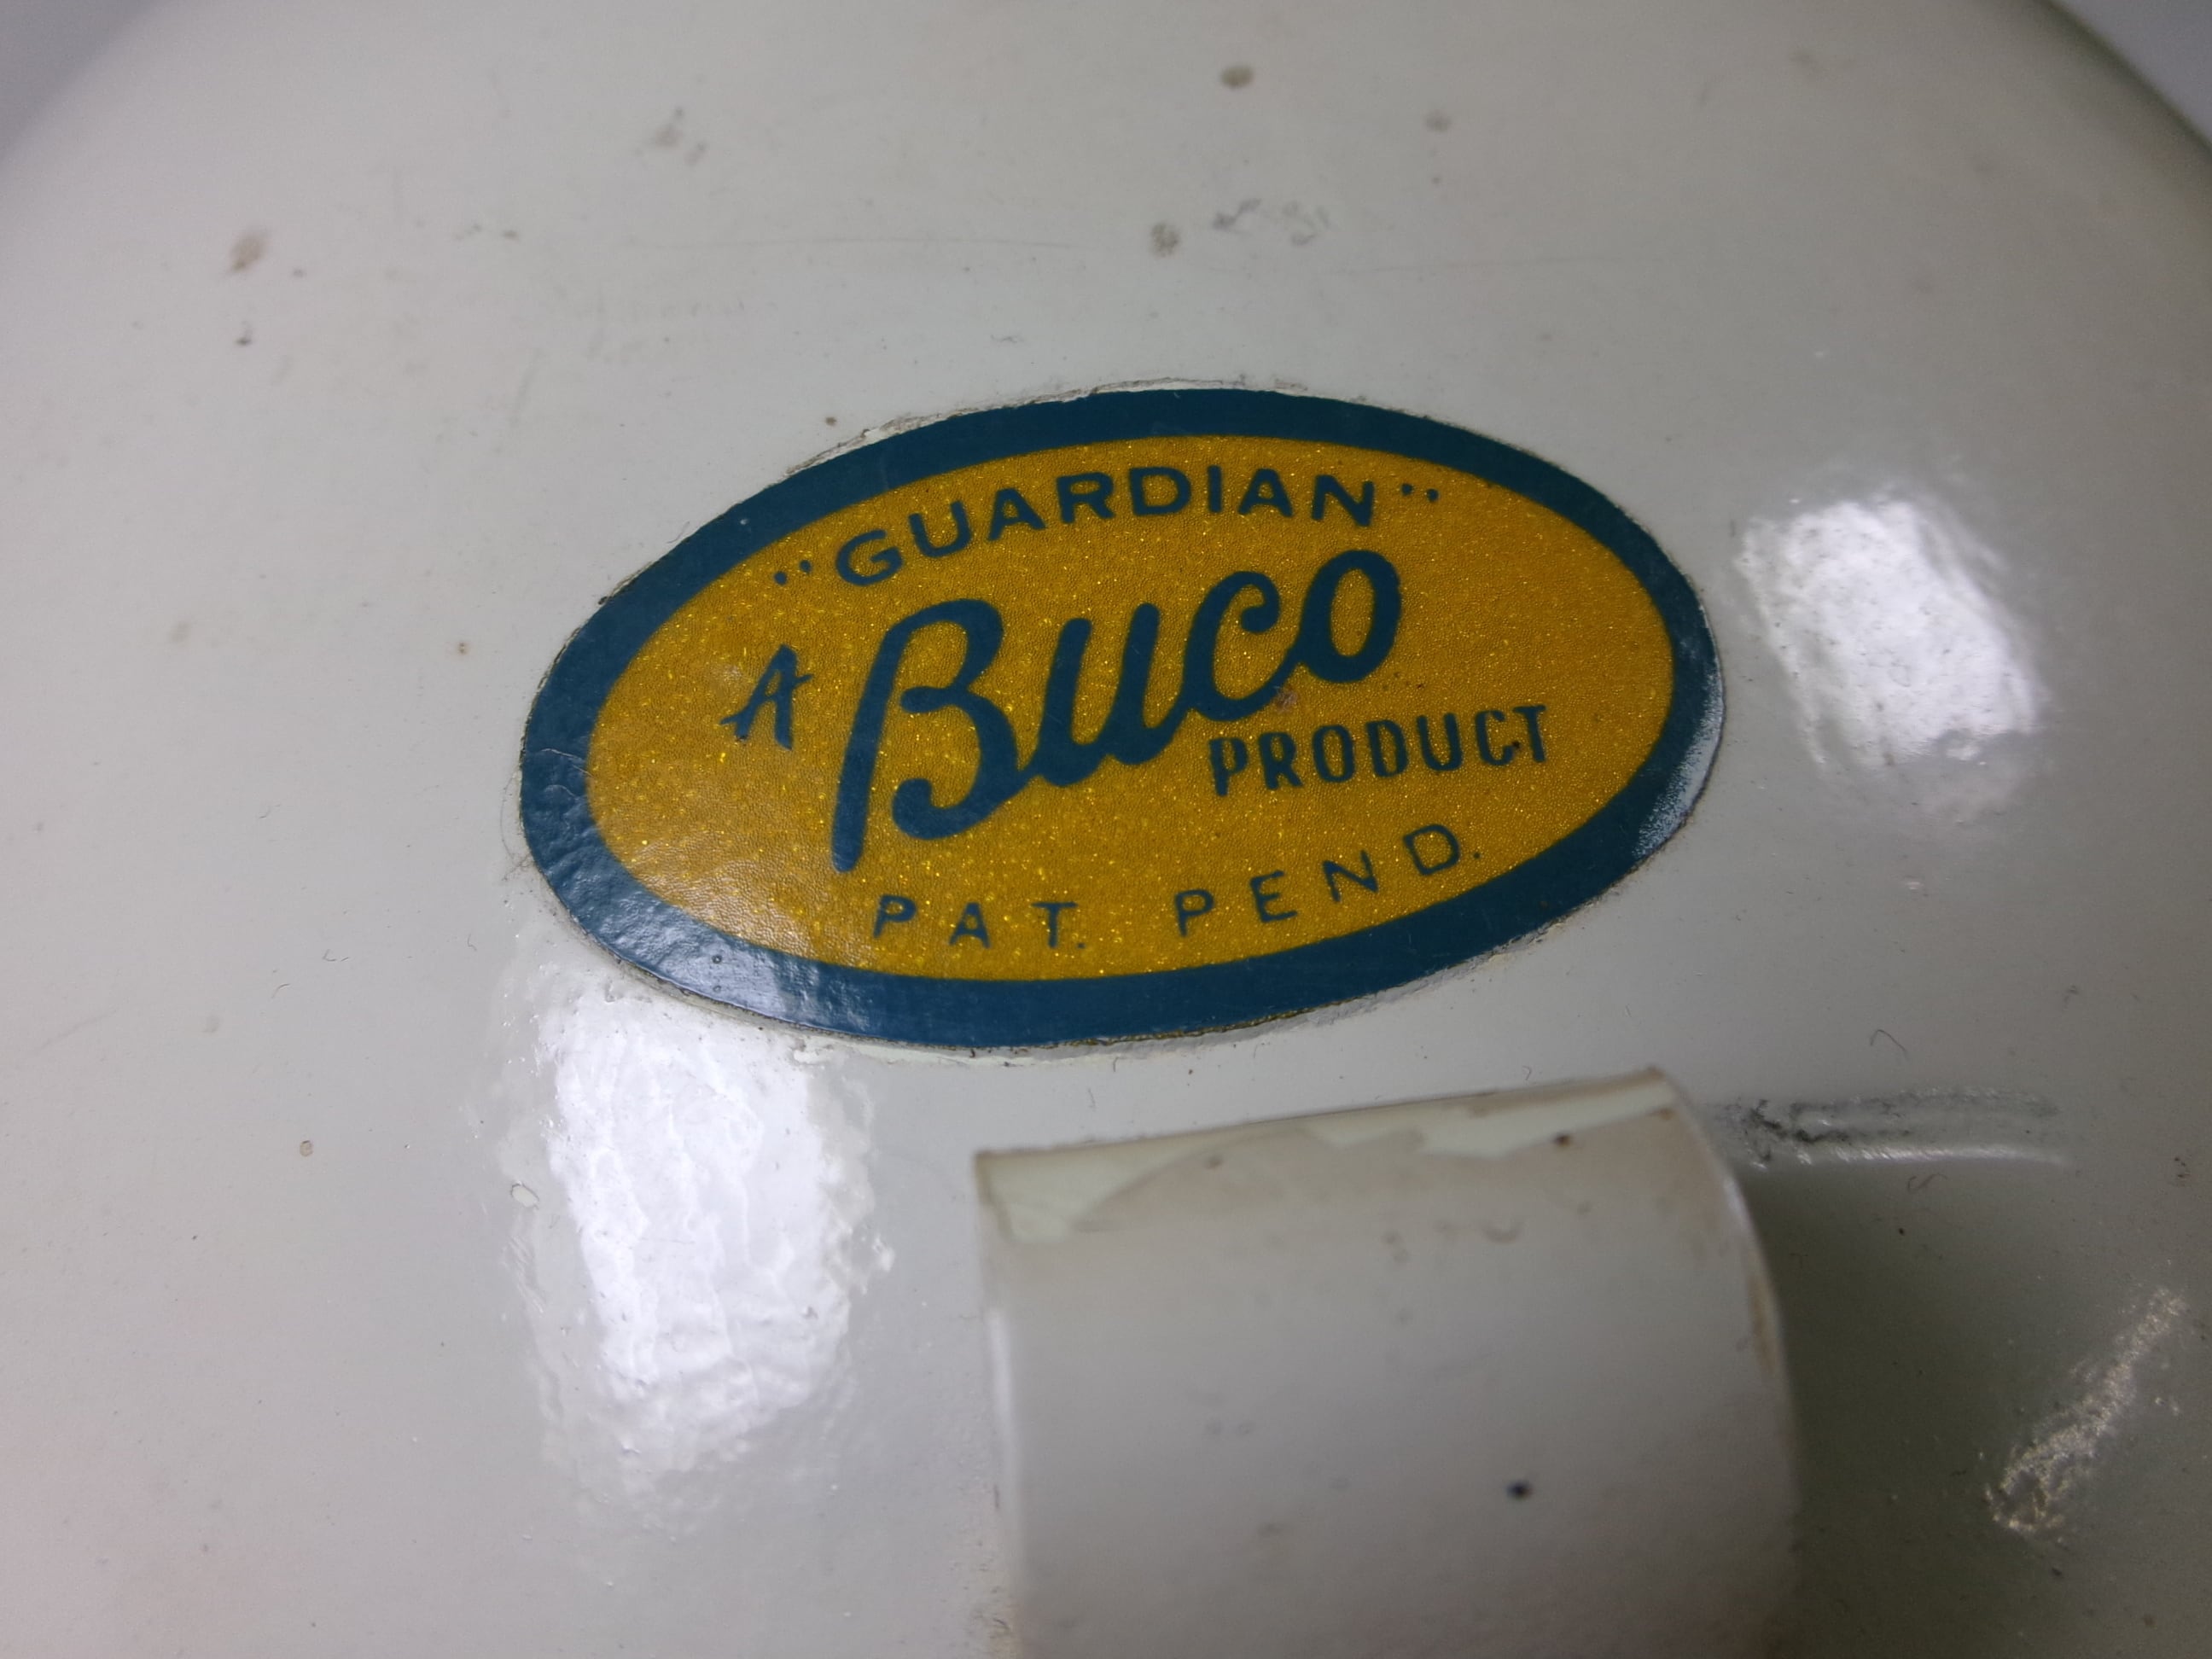 "GUARDIAN"
A Buco
PRODUCT
PAT. PEND.